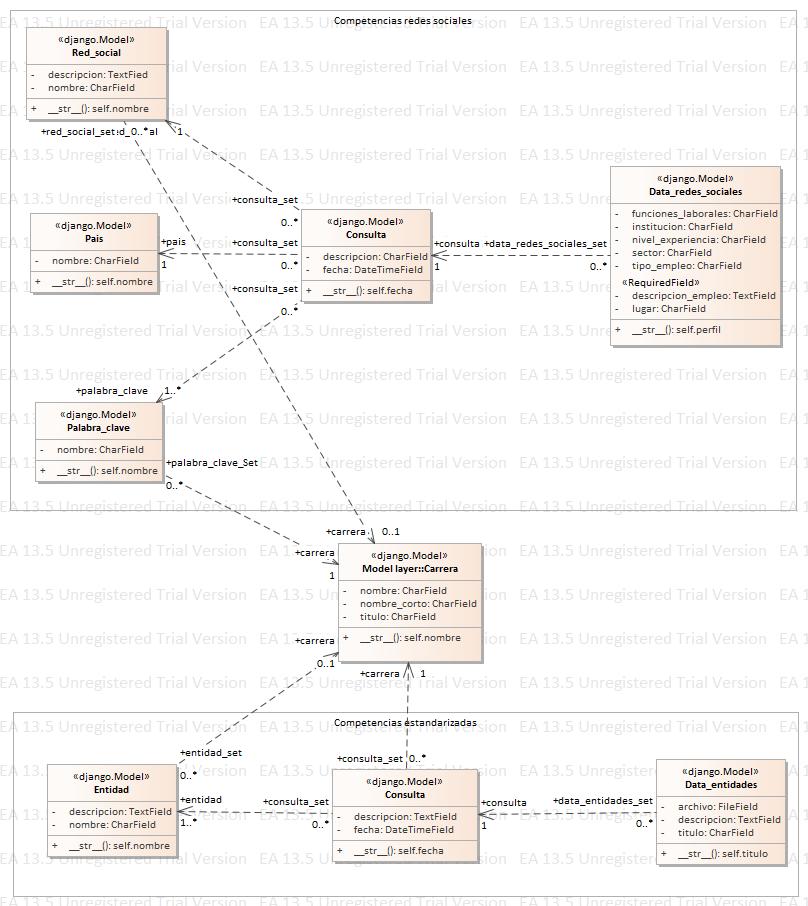 Competencias redes sociales
«django.Model»
Red_social
- descripcion: TextFied
- nombre: CharField
+ __str__(): self.nombre
+red_social_set
0..*
1
+consulta_set
0..*
«django.Model»
Pais
- nombre: CharField
+ __str__(): self.nombre
+pais
1
+consulta_set
0..*
«django.Model»
Consulta
- descripcion: CharField
- fecha: DateTimeField
+ __str__(): self.fecha
+consulta
1
+data_redes_sociales_set
0..*
«django.Model»
Data_redes_sociales
- funciones_laborales: CharField
- institucion: CharField
- nivel_experiencia: CharField
- sector: CharField
- tipo_empleo: CharField
«RequiredField»
- descripcion_empleo: TextField
- lugar: CharField
+ __str__(): self.perfil
+consulta_set
0..*
+palabra_clave
1..*
«django.Model»
Palabra_clave
- nombre: CharField
+ __str__(): self.nombre
+palabra_clave_Set
0..*
+carrera
0..1
+carrera
1
«django.Model»
Model layer::Carrera
- nombre: CharField
- nombre_corto: CharField
- titulo: CharField
+ __str__(): self.nombre
+carrera
0..1
+carrera
1
Competencias estandarizadas
+entidad_set
0..*
+consulta_set
0..*
«django.Model»
Entidad
- descripcion: TextField
- nombre: CharField
+ __str__(): self.nombre
+entidad
1..*
+consulta_set
0..*
«django.Model»
Consulta
- descripcion: TextField
- fecha: DateTimeField
+ __str__(): self.fecha
+consulta
1
+data_entidades_set
0..*
«django.Model»
Data_entidades
- archivo: FileField
- descripcion: TextField
- titulo: CharField
+ __str__(): self.titulo
EA 13.5 Unregistered Trial Version